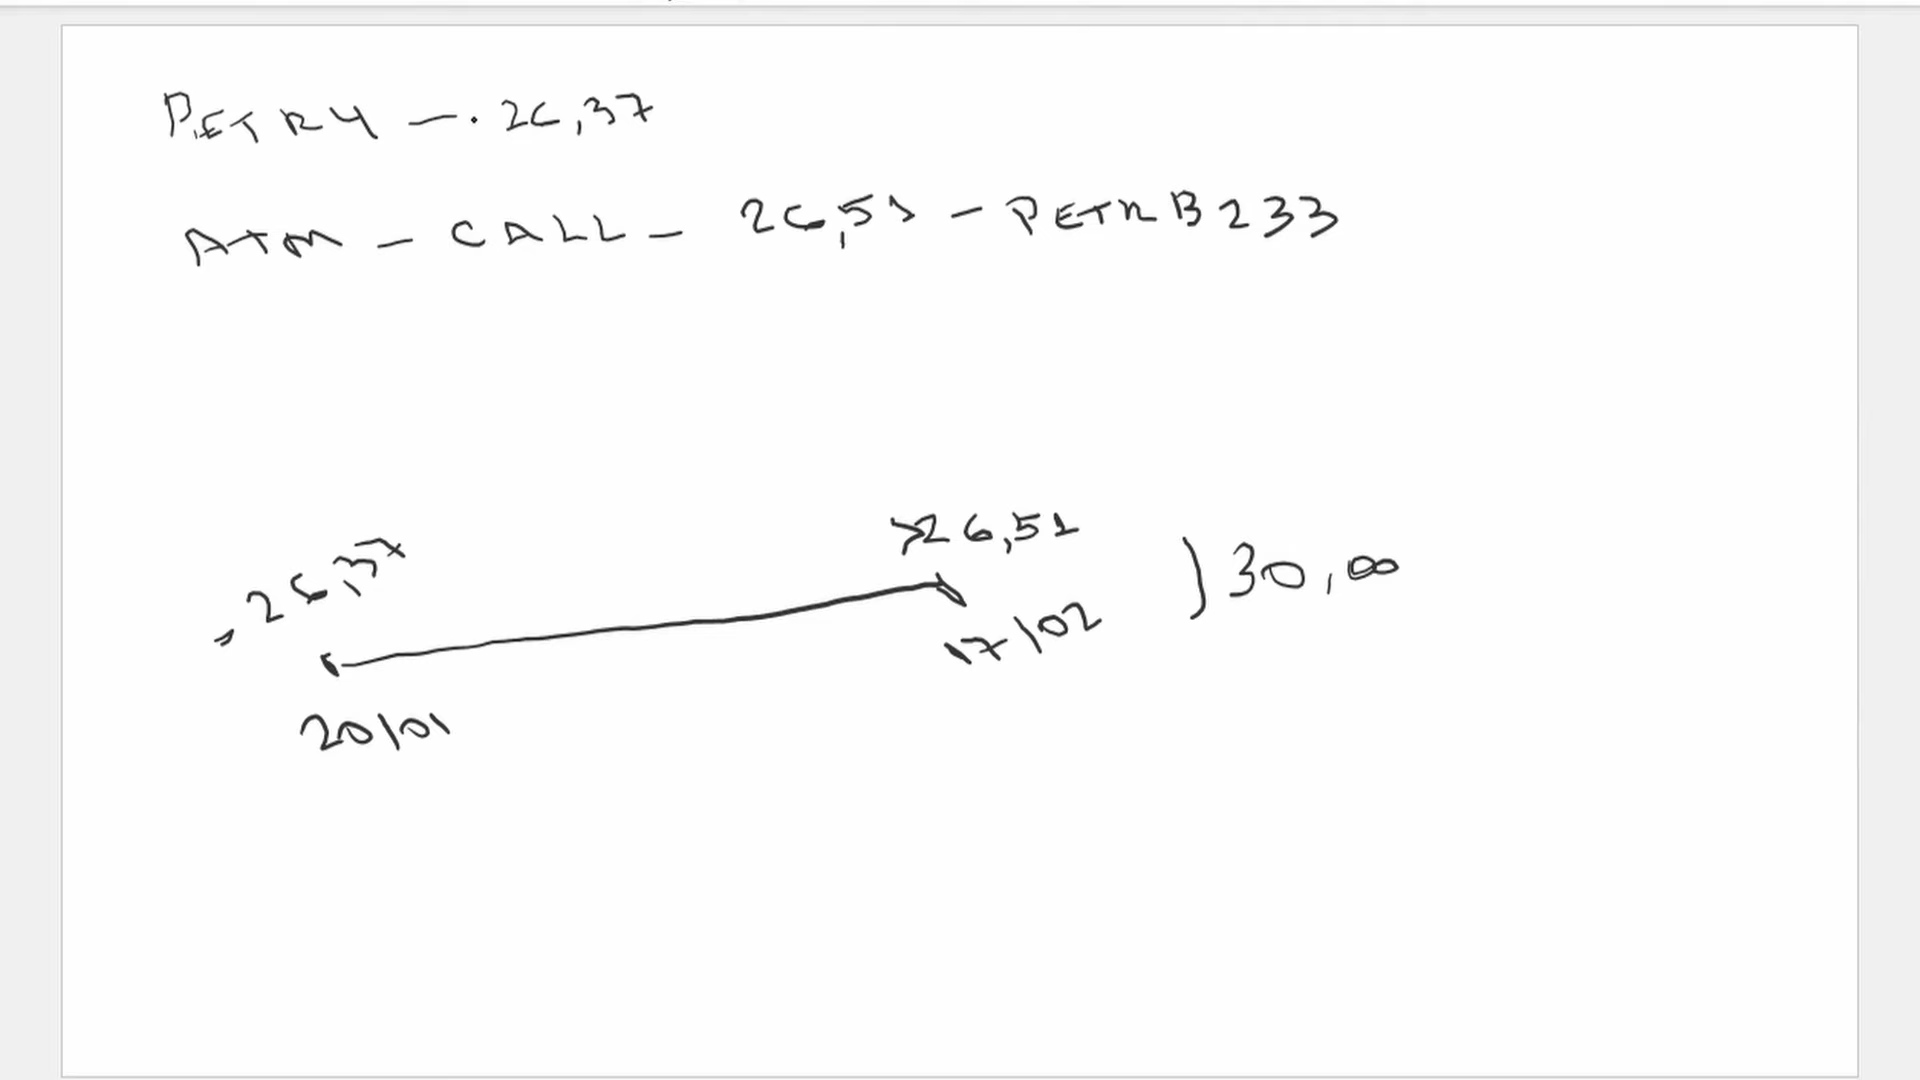 PETR4 — . 26,37
ATM - CALL - 26,51 - PETRB233
26,37
>26,51
30,00
17/02
20/01